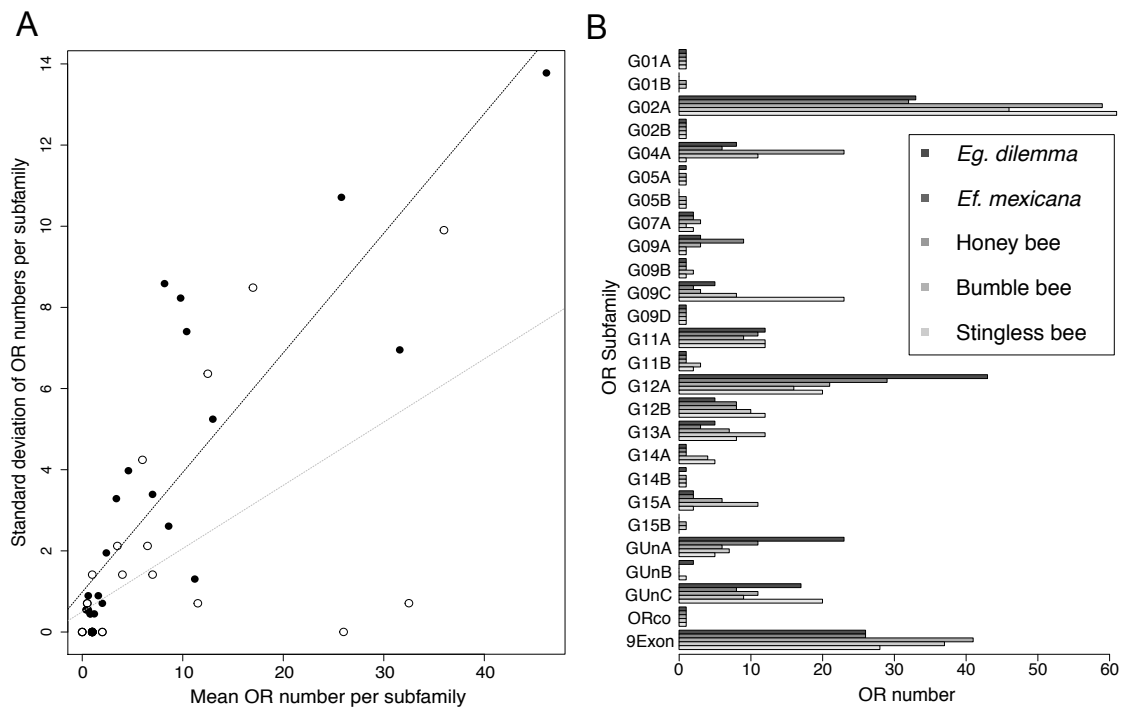 A
Standard deviation of OR numbers per subfamily
14
12
10
8
6
4
2
0
0 10 20 30 40
Mean OR number per subfamily
B
OR Subfamily
G01A
G01B
G02A
G02B
G04A
G05A
G05B
G07A
G09A
G09B
G09C
G09D
G11A
G11B
G12A
G12B
G13A
G14A
G14B
G15A
G15B
GUnA
GUnB
GUnC
ORco
9Exon
Eg. dilemma
Ef. mexicana
Honey bee
Bumble bee
Stingless bee
0 10 20 30 40 50 60
OR number